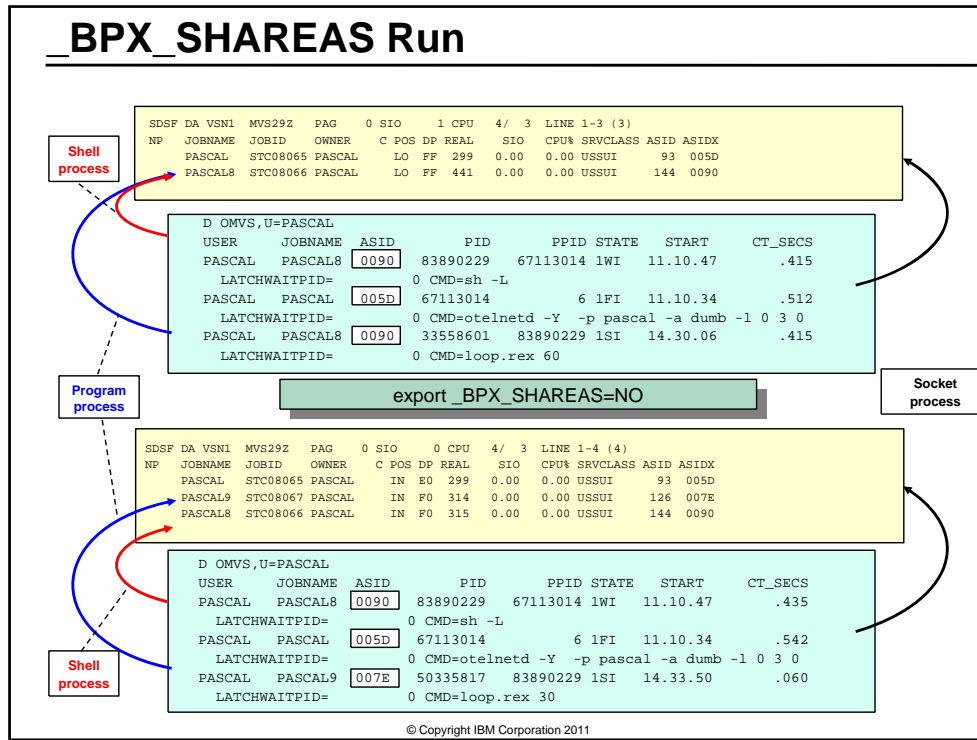 _BPX_SHAREAS Run
SDSF DA VSN1  MVS29Z  PAG    0 SIO      1 CPU   4/  3  LINE 1-3 (3)
NP   JOBNAME  JOBID    OWNER    C POS DP REAL    SIO   CPU% SRVCLASS ASID ASIDX
PASCAL   STC08065 PASCAL     LO  FF  299   0.00   0.00 USSUI     93  005D
PASCAL8  STC08066 PASCAL     LO  FF  441   0.00   0.00 USSUI    144  0090
Shell
process
D OMVS,U=PASCAL
USER     JOBNAME  ASID        PID       PPID STATE   START      CT_SECS
PASCAL   PASCAL8  0090   83890229   67113014 1WI   11.10.47        .415
LATCHWAITPID=         0 CMD=sh -L
PASCAL   PASCAL   005D   67113014          6 1FI   11.10.34        .512
LATCHWAITPID=         0 CMD=otelnetd -Y  -p pascal -a dumb -l 0 3 0
PASCAL   PASCAL8  0090   33558601   83890229 1SI   14.30.06        .415
LATCHWAITPID=         0 CMD=loop.rex 60
Program
process
export _BPX_SHAREAS=NO
Socket
process
SDSF DA VSN1  MVS29Z  PAG    0 SIO      0 CPU   4/  3  LINE 1-4 (4)
NP   JOBNAME  JOBID    OWNER    C POS DP REAL    SIO   CPU% SRVCLASS ASID ASIDX
PASCAL   STC08065 PASCAL     IN  E0  299   0.00   0.00 USSUI     93  005D
PASCAL9  STC08067 PASCAL     IN  F0  314   0.00   0.00 USSUI    126  007E
PASCAL8  STC08066 PASCAL     IN  F0  315   0.00   0.00 USSUI    144  0090
D OMVS,U=PASCAL
USER     JOBNAME  ASID        PID       PPID STATE   START      CT_SECS
PASCAL   PASCAL8  0090   83890229   67113014 1WI   11.10.47        .435
LATCHWAITPID=         0 CMD=sh -L
PASCAL   PASCAL   005D   67113014          6 1FI   11.10.34        .542
LATCHWAITPID=         0 CMD=otelnetd -Y  -p pascal -a dumb -l 0 3 0
PASCAL   PASCAL9  007E   50335817   83890229 1SI   14.33.50        .060
LATCHWAITPID=         0 CMD=loop.rex 30
Shell
process
© Copyright IBM Corporation 2011